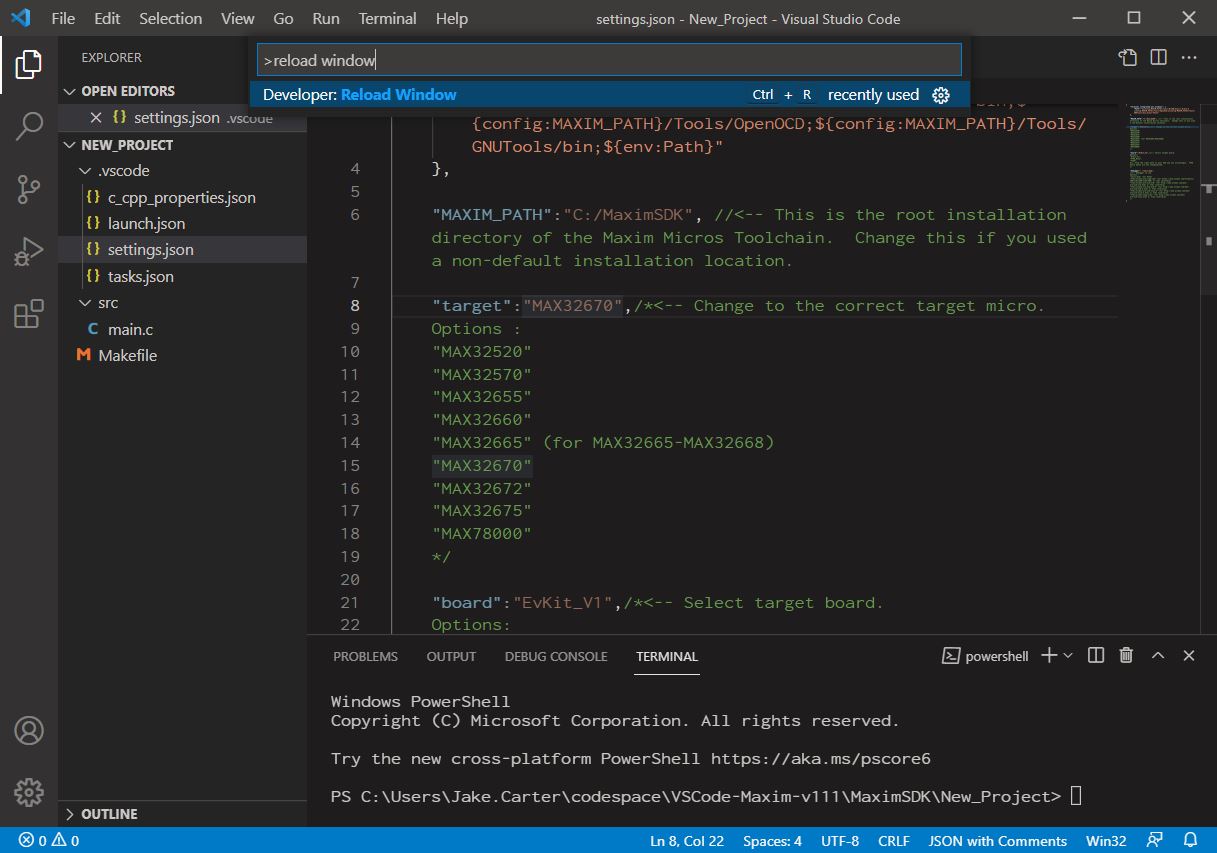 File Edit Selection View Go Run Terminal Help settings.json - New_Project - Visual Studio Code
EXPLORER
>reload window
Developer: Reload Window Ctrl + R recently used
OPEN EDITORS
{} settings.json .vscode
NEW_PROJECT
.vscode
{} c_cpp_properties.json
{} launch.json
{} settings.json
{} tasks.json
src
C main.c
M Makefile
OUTLINE
{config:MAXIM_PATH}/Tools/OpenOCD;${config:MAXIM_PATH}/Tools/
GNUTools/bin;${env:Path}"
4 },
5
6 "MAXIM_PATH":"C:/MaximSDK", //<-- This is the root installation
directory of the Maxim Micros Toolchain.  Change this if you used
a non-default installation location.
7
8 "target":"MAX32670",/*<-- Change to the correct target micro.
9 Options :
10 "MAX32520"
11 "MAX32570"
12 "MAX32655"
13 "MAX32660"
14 "MAX32665" (for MAX32665-MAX32668)
15 "MAX32670"
16 "MAX32672"
17 "MAX32675"
18 "MAX78000"
19 */
20
21 "board":"EvKit_V1",/*<-- Select target board.
22 Options:
PROBLEMS OUTPUT DEBUG CONSOLE TERMINAL powershell
Windows PowerShell
Copyright (C) Microsoft Corporation. All rights reserved.
Try the new cross-platform PowerShell https://aka.ms/pscore6
PS C:\Users\Jake.Carter\codespace\VSCode-Maxim-v111\MaximSDK\New_Project>
0 0 Ln 8, Col 22 Spaces: 4 UTF-8 CRLF JSON with Comments Win32